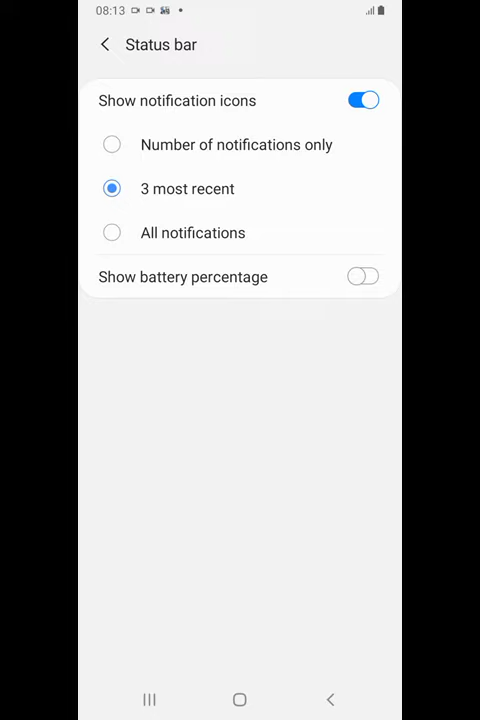 08:13
Status bar
Show notification icons
Number of notifications only
3 most recent
All notifications
Show battery percentage